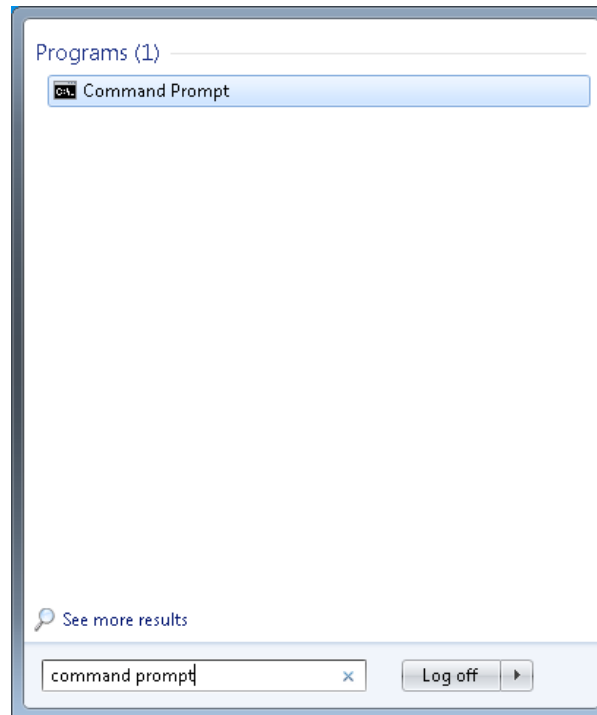 Programs (1)
C:\.
Command Prompt
See more results
command prompt
Log off